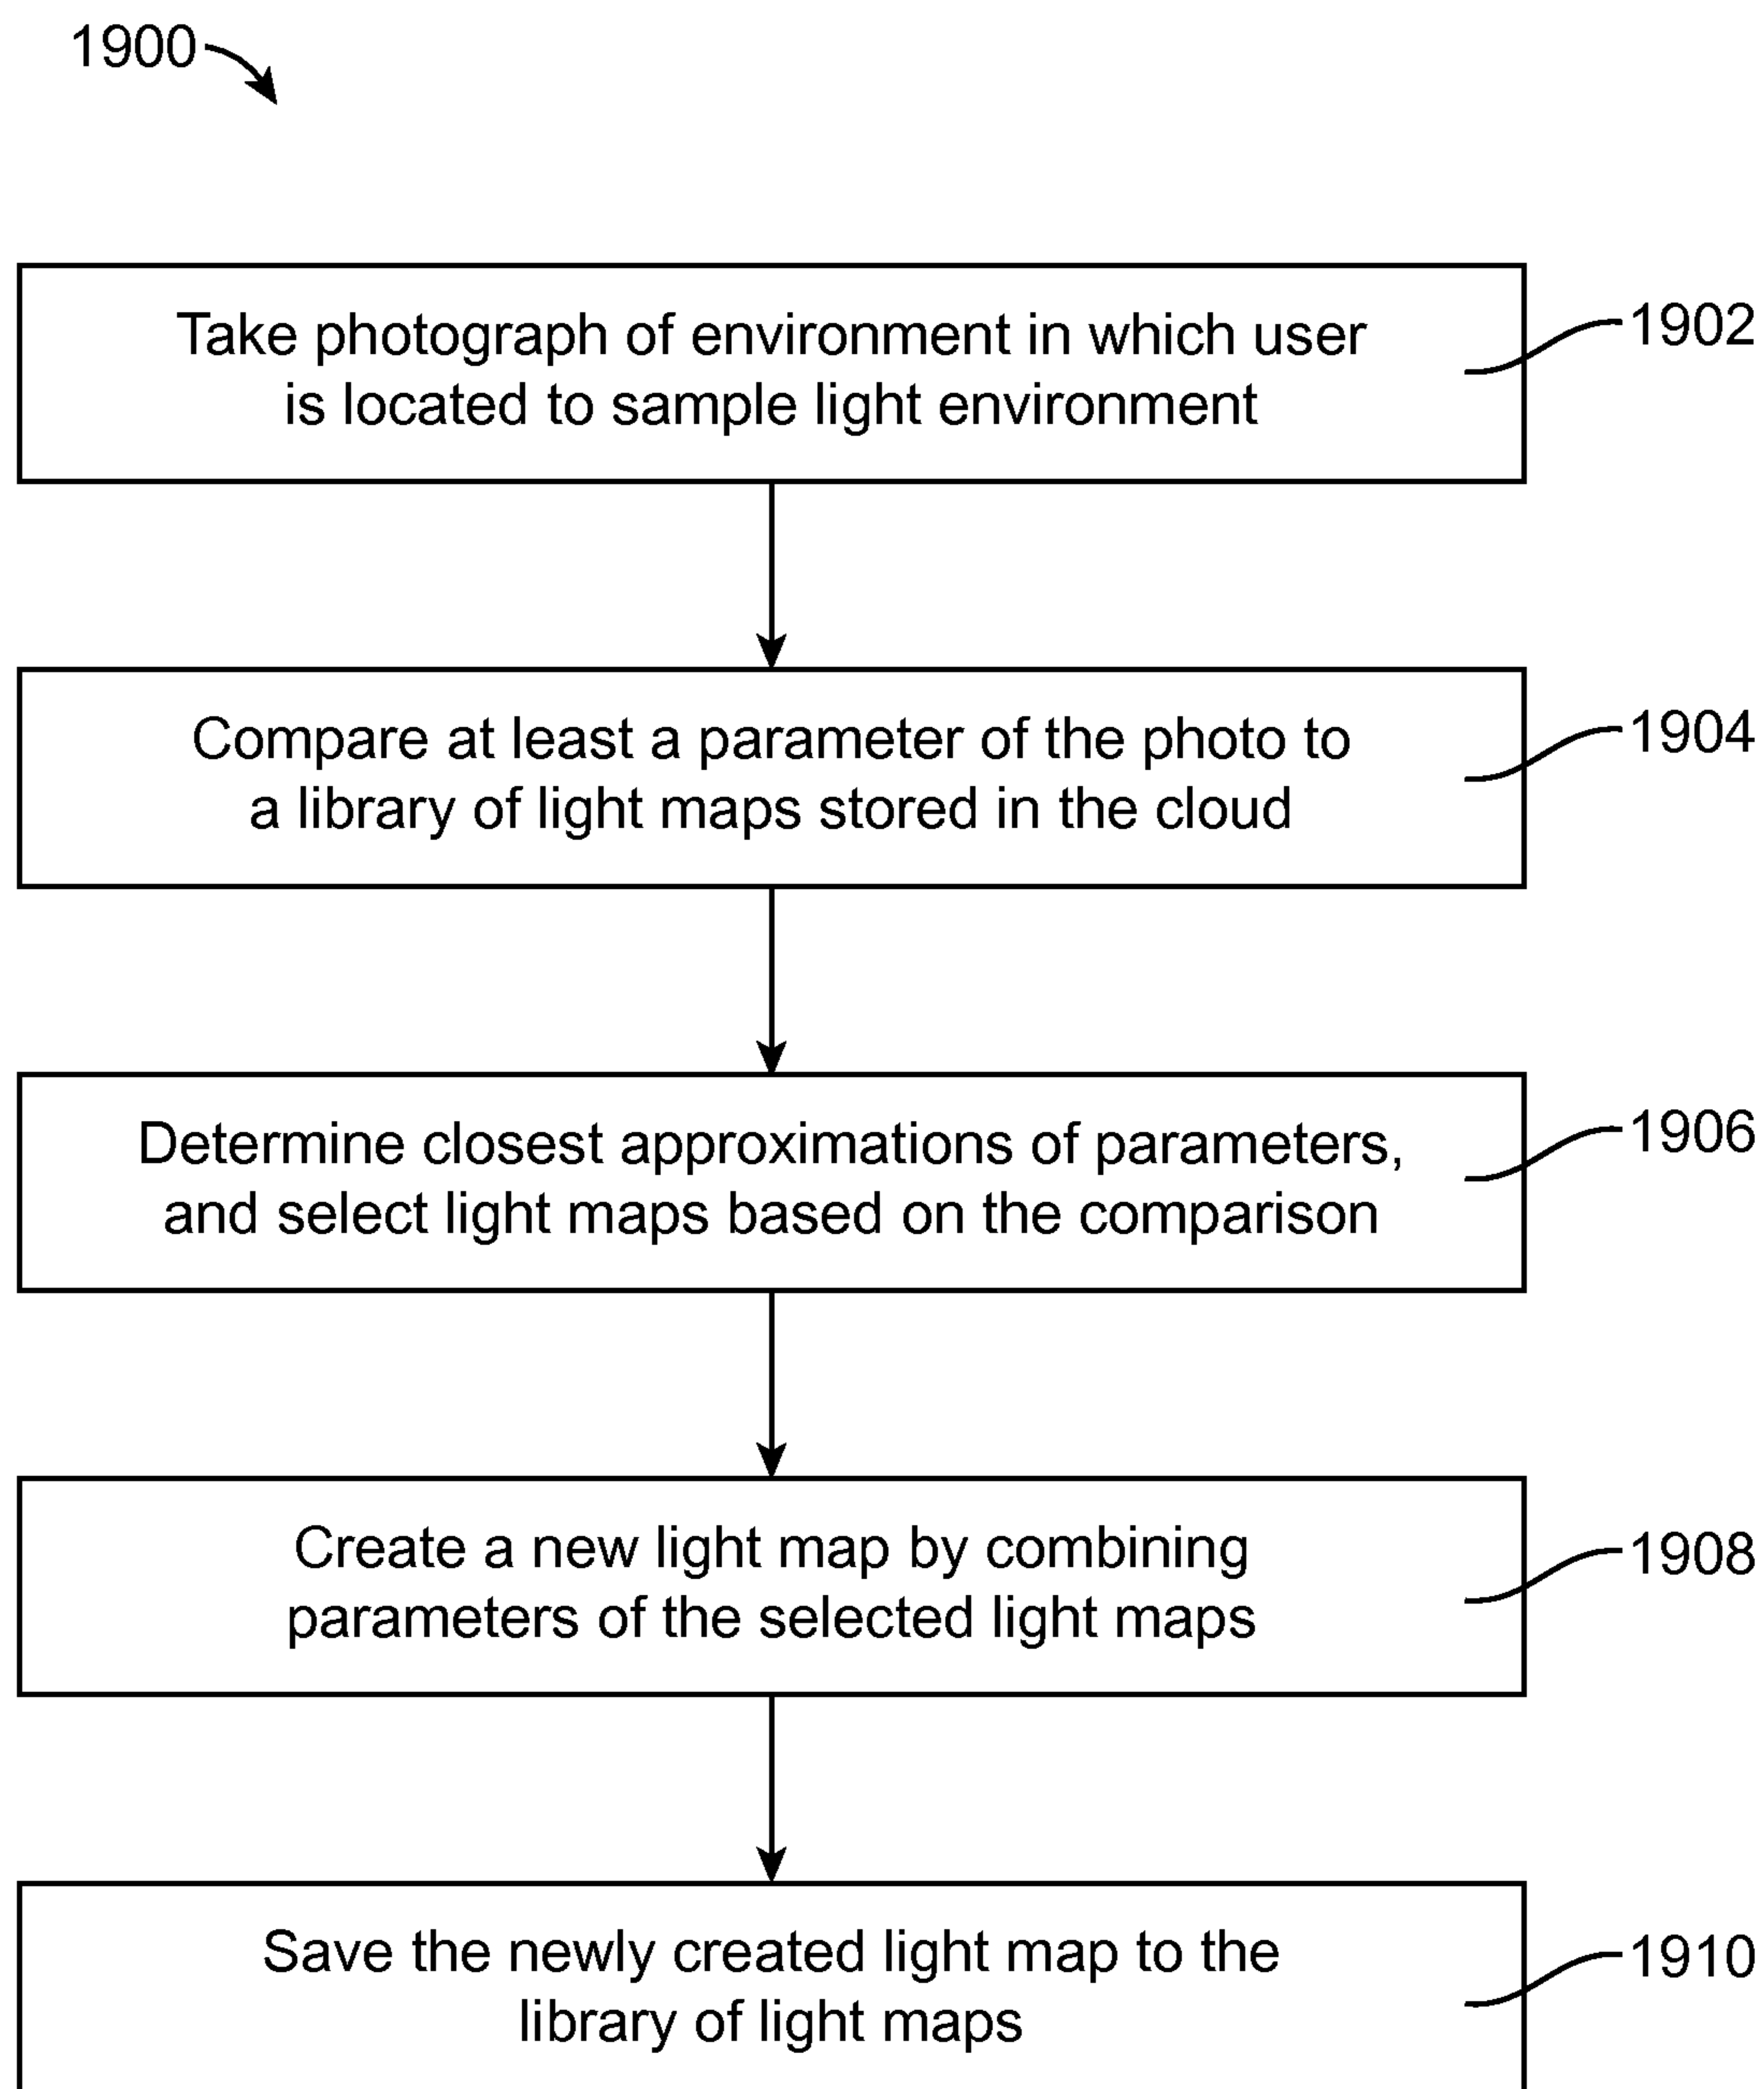 1900
Take photograph of environment in which user
is located to sample light environment
1902
Compare at least a parameter of the photo to
a library of light maps stored in the cloud
1904
Determine closest approximations of parameters,
and select light maps based on the comparison
1906
Create a new light map by combining
parameters of the selected light maps
1908
Save the newly created light map to the
library of light maps
1910